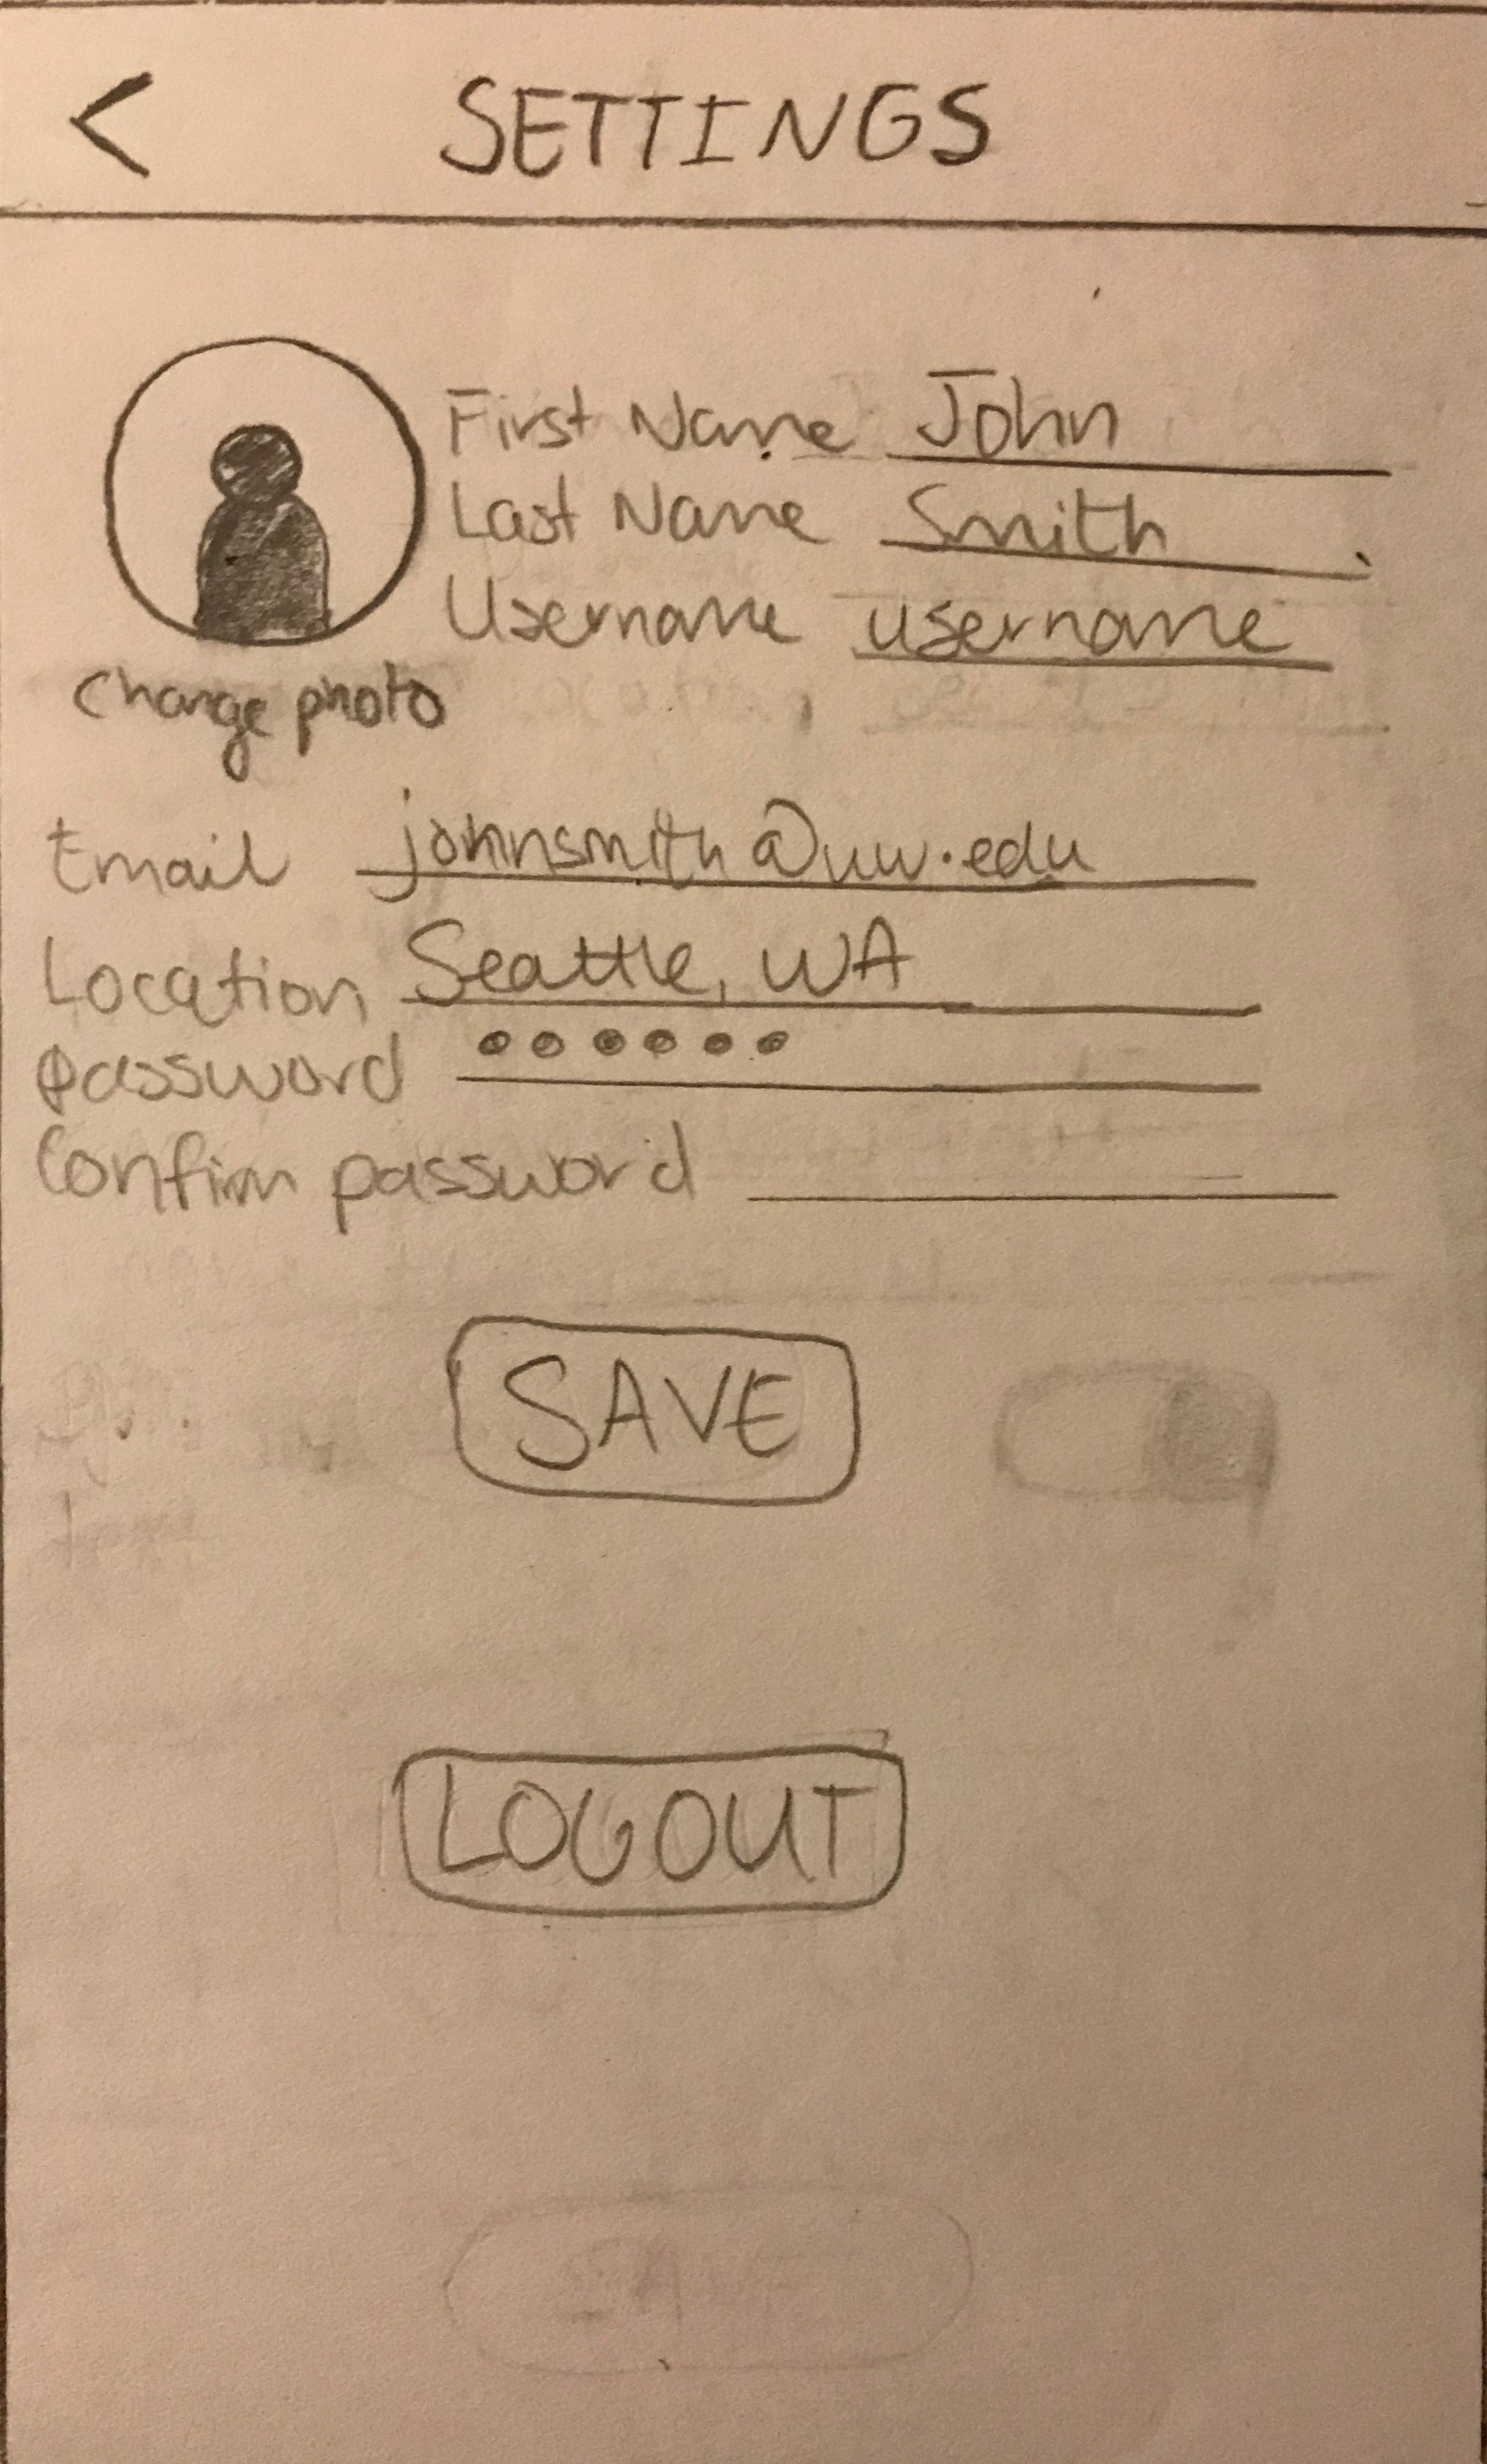 < SETTINGS
First Name John
Last Name Smith
Username username
Change photo
Email johnsmith@uw.edu
Location Seattle, WA
Password ••••••
Confirm password
SAVE
LOGOUT